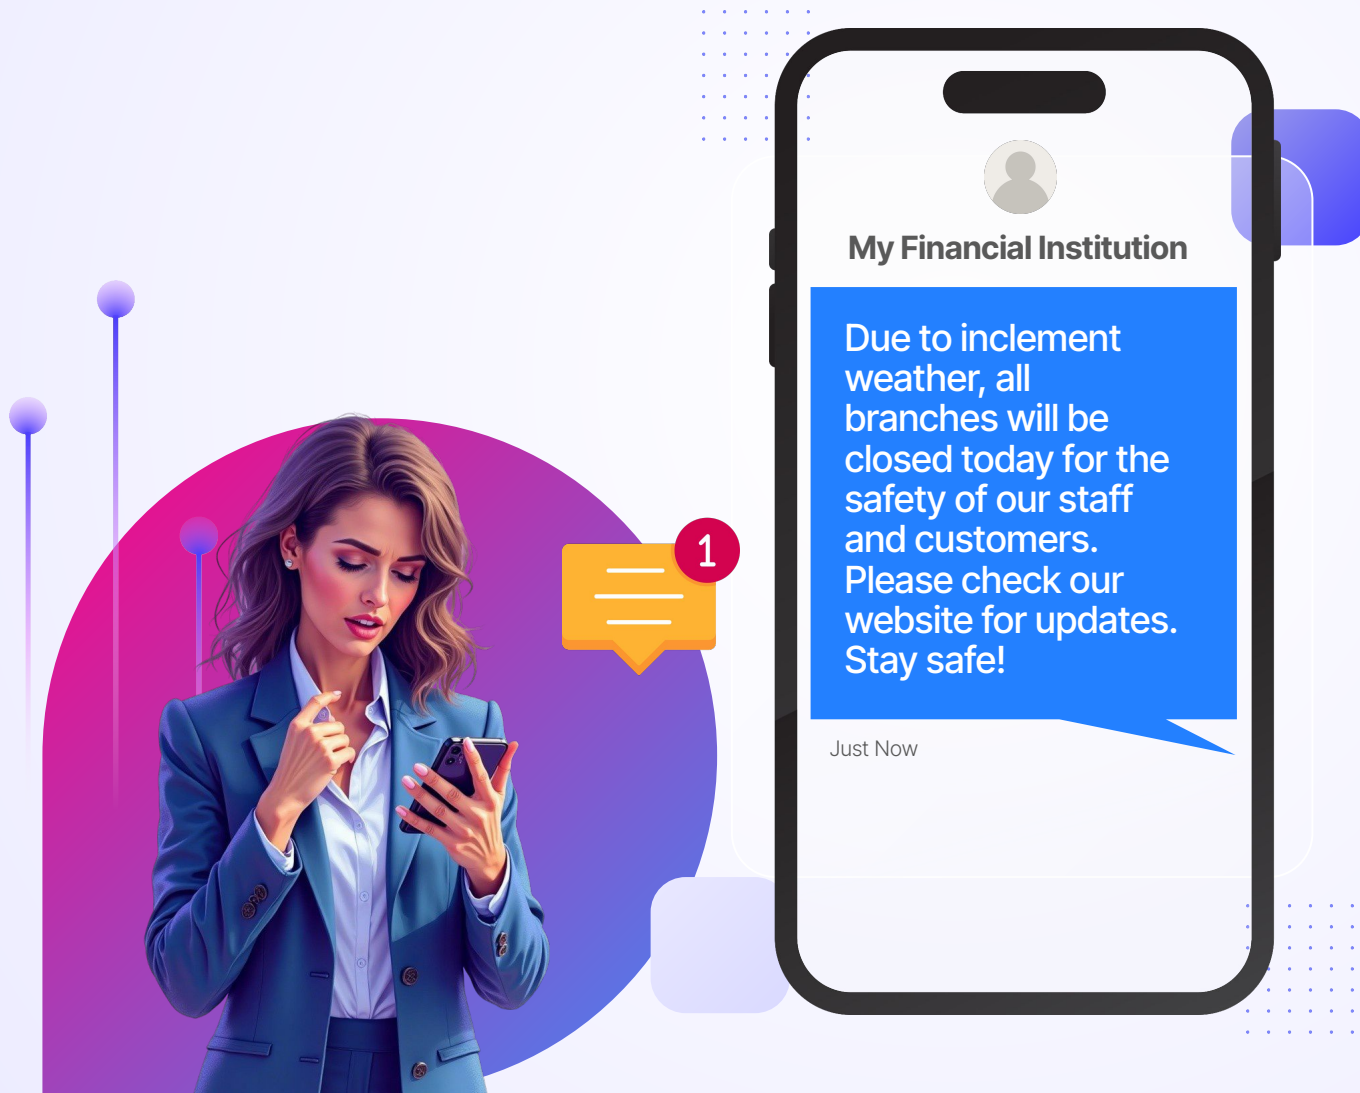 My Financial Institution
Due to inclement
weather, all
branches will be
closed today for the
safety of our staff
and customers.
Please check our
website for updates.
Stay safe!
Just Now
1